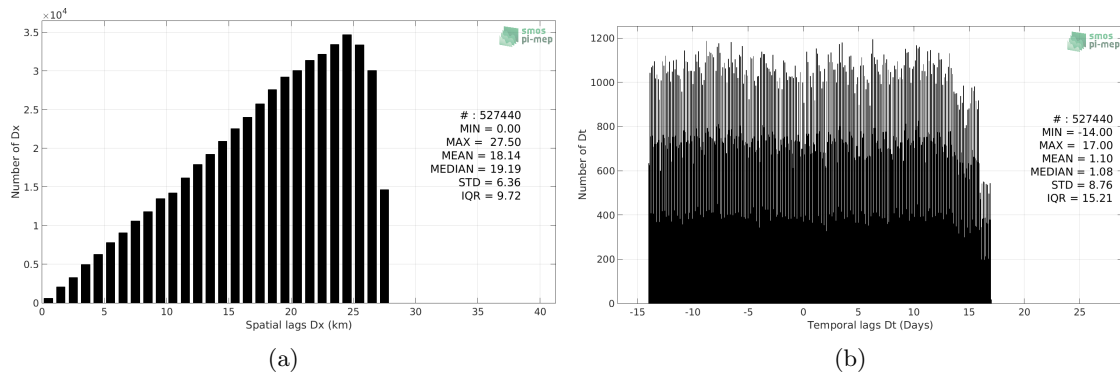 ×10⁴
3.5
3
2.5
2
1.5
1
0.5
0
Number of Dx
smos
pi-mep
# : 527440
MIN = 0.00
MAX = 27.50
MEAN = 18.14
MEDIAN = 19.19
STD = 6.36
IQR = 9.72
0 5 10 15 20 25 30 35 40
Spatial lags Dx (km)
(a)
1200
1000
800
600
400
200
0
Number of Dt
smos
pi-mep
# : 527440
MIN = -14.00
MAX = 17.00
MEAN = 1.10
MEDIAN = 1.08
STD = 8.76
IQR = 15.21
-15 -10 -5 0 5 10 15 20 25
Temporal lags Dt (Days)
(b)